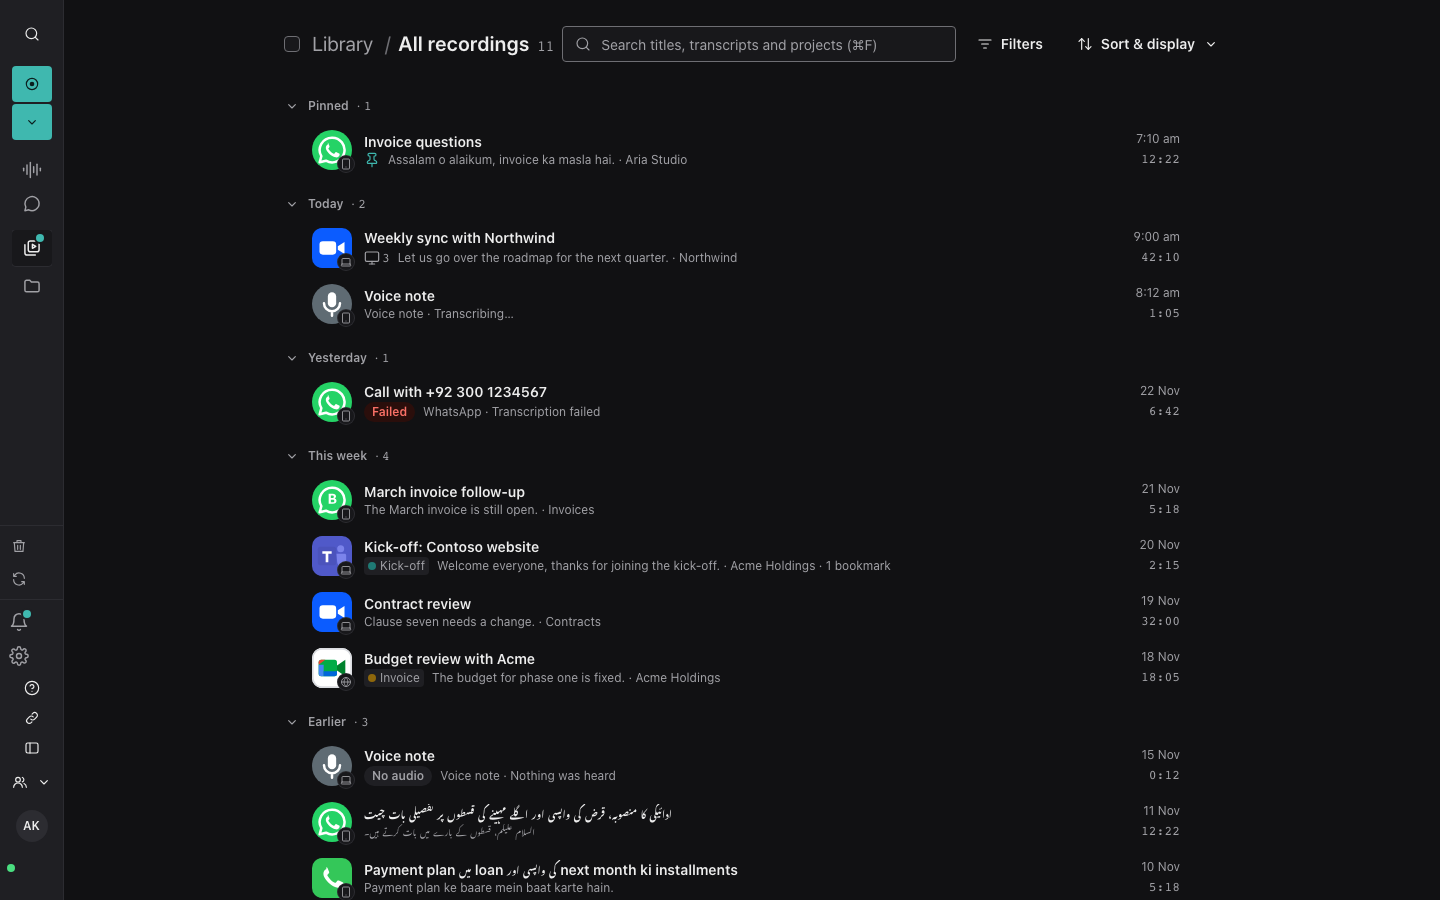 Library / All recordings 11
Search titles, transcripts and projects (⌘F)
Filters
Sort & display
Pinned · 1
Invoice questions
7:10 am
Assalam o alaikum, invoice ka masla hai. · Aria Studio
12:22
Today · 2
Weekly sync with Northwind
9:00 am
3 Let us go over the roadmap for the next quarter. · Northwind
42:10
Voice note
8:12 am
Voice note · Transcribing...
1:05
Yesterday · 1
Call with +92 300 1234567
22 Nov
Failed WhatsApp · Transcription failed
6:42
This week · 4
B
March invoice follow-up
21 Nov
The March invoice is still open. · Invoices
5:18
T
Kick-off: Contoso website
20 Nov
Kick-off Welcome everyone, thanks for joining the kick-off. · Acme Holdings · 1 bookmark
2:15
Contract review
19 Nov
Clause seven needs a change. · Contracts
32:00
Budget review with Acme
18 Nov
Invoice The budget for phase one is fixed. · Acme Holdings
18:05
Earlier · 3
Voice note
15 Nov
No audio Voice note · Nothing was heard
0:12
ادائیگی کا منصوبہ، قرض کی واپسی اور اگلے مہینے کی قسطوں پر تفصیلی بات چیت
11 Nov
السلام علیکم، قسطوں کے بارے میں بات کرتے ہیں۔
12:22
Payment plan میں loan کی واپسی اور next month ki installments
10 Nov
Payment plan ke baare mein baat karte hain.
5:18
AK